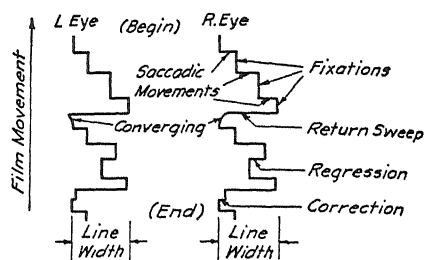 L Eye (Begin) R.Eye
Saccadic
Movements
Fixations
Converging
Return Sweep
Regression
(End)
Correction
Line
Width
Line
Width
Film Movement